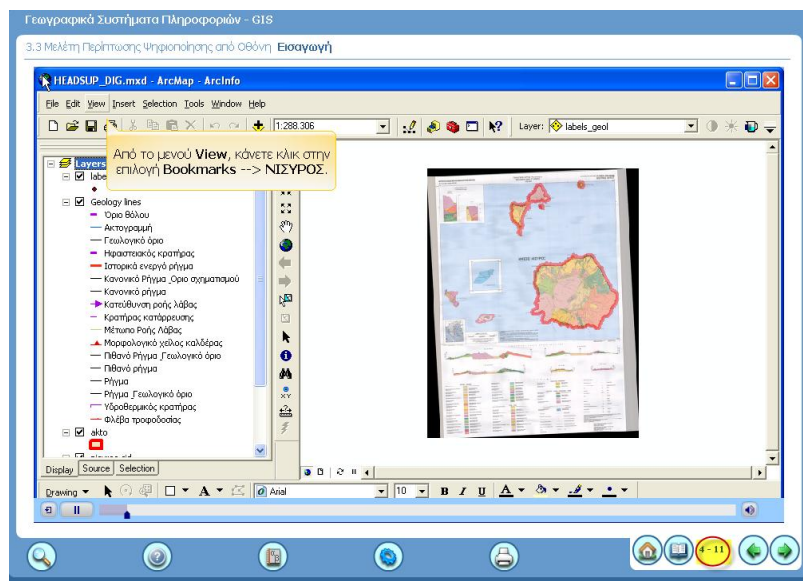 Γεωγραφικά Συστήματα Πληροφοριών - GIS
3.3 Μελέτη Περίπτωσης Ψηφιοποίησης από Οθόνη Εισαγωγή
HEADSUP_DIG.mxd - ArcMap - ArcInfo
File Edit View Insert Selection Tools Window Help
1:288.306 Layer: labels_geol
Από το μενού View, κάνετε κλικ στην
επιλογή Bookmarks --> ΝΙΣΥΡΟΣ.
Layers
labe
Geology lines
Όριο θόλου
Ακτογραμμή
Γεωλογικό όριο
Ηφαιστειακός κρατήρας
Ιστορικά ενεργό ρήγμα
Κανονικό Ρήγμα_Οριο σχηματισμού
Κανονικό ρήγμα
Κατεύθυνση ροής λάβας
Κρατήρας κατάρρευσης
Μέτωπο Ροής Λάβας
Μορφολογικό χείλος καλδέρας
Πιθανό Ρήγμα_Γεωλογικό όριο
Πιθανό ρήγμα
Ρήγμα
Ρήγμα_Γεωλογικό όριο
Υδροθερμικός κρατήρας
Φλέβα τροφοδοσίας
akto
Display Source Selection
Drawing A Arial 10 B I U A
4 - 11